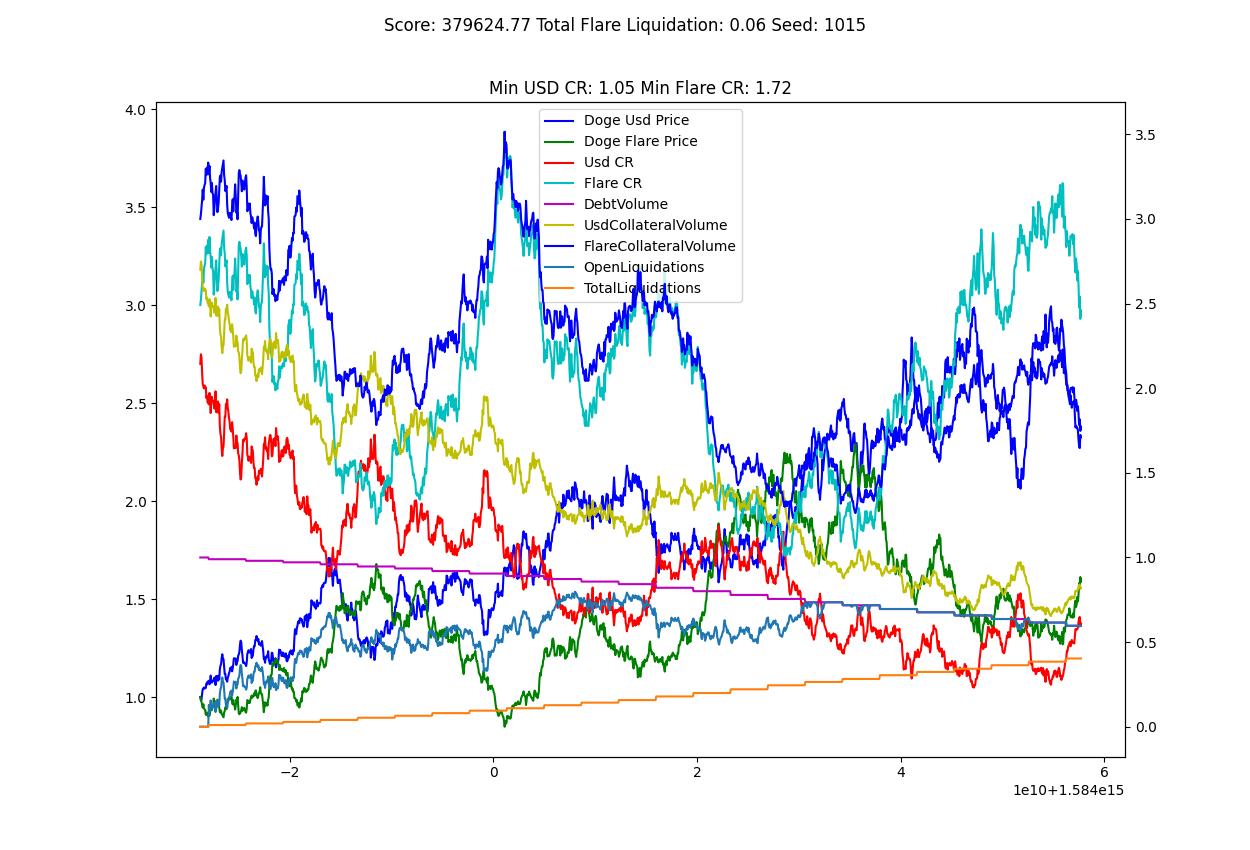 Score: 379624.77 Total Flare Liquidation: 0.06 Seed: 1015
Min USD CR: 1.05 Min Flare CR: 1.72
4.0
3.5
3.0
2.5
2.0
1.5
1.0
Doge Usd Price
Doge Flare Price
Usd CR
Flare CR
DebtVolume
UsdCollateralVolume
FlareCollateralVolume
OpenLiquidations
TotalLiquidations
3.5
3.0
2.5
2.0
1.5
1.0
0.5
0.0
−2 0 2 4 6
1e10+1.584e15